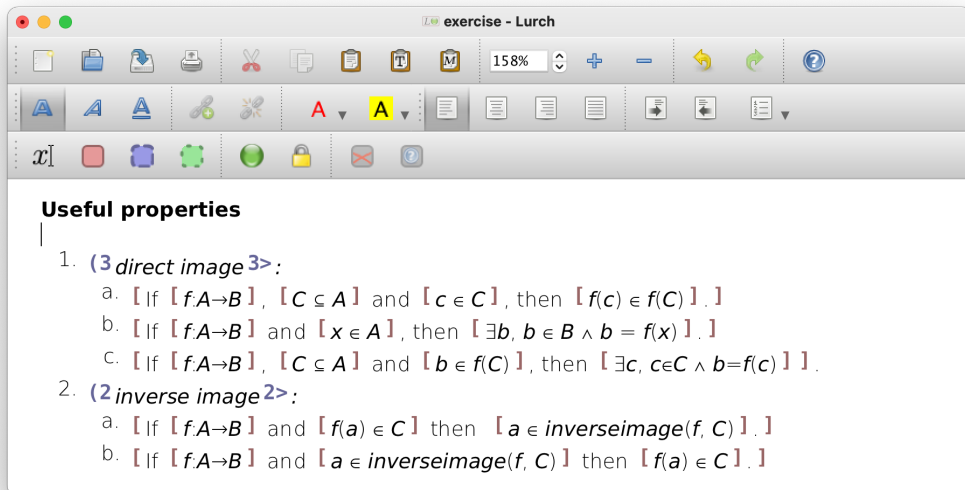 exercise - Lurch
158%
Useful properties
1. (3 direct image 3>:
a. [ If [ f:A→B ] , [ C ⊆ A ] and [ c ∈ C ] , then [ f(c) ∈ f(C) ] . ]
b. [ If [ f:A→B ] and [ x ∈ A ] , then [ ∃b, b ∈ B ∧ b = f(x) ] . ]
c. [ If [ f:A→B ] , [ C ⊆ A ] and [ b ∈ f(C) ] , then [ ∃c, c∈C ∧ b=f(c) ] ] .
2. (2 inverse image 2>:
a. [ If [ f:A→B ] and [ f(a) ∈ C ] then [ a ∈ inverseimage(f, C) ] . ]
b. [ If [ f:A→B ] and [ a ∈ inverseimage(f, C) ] then [ f(a) ∈ C ] . ]